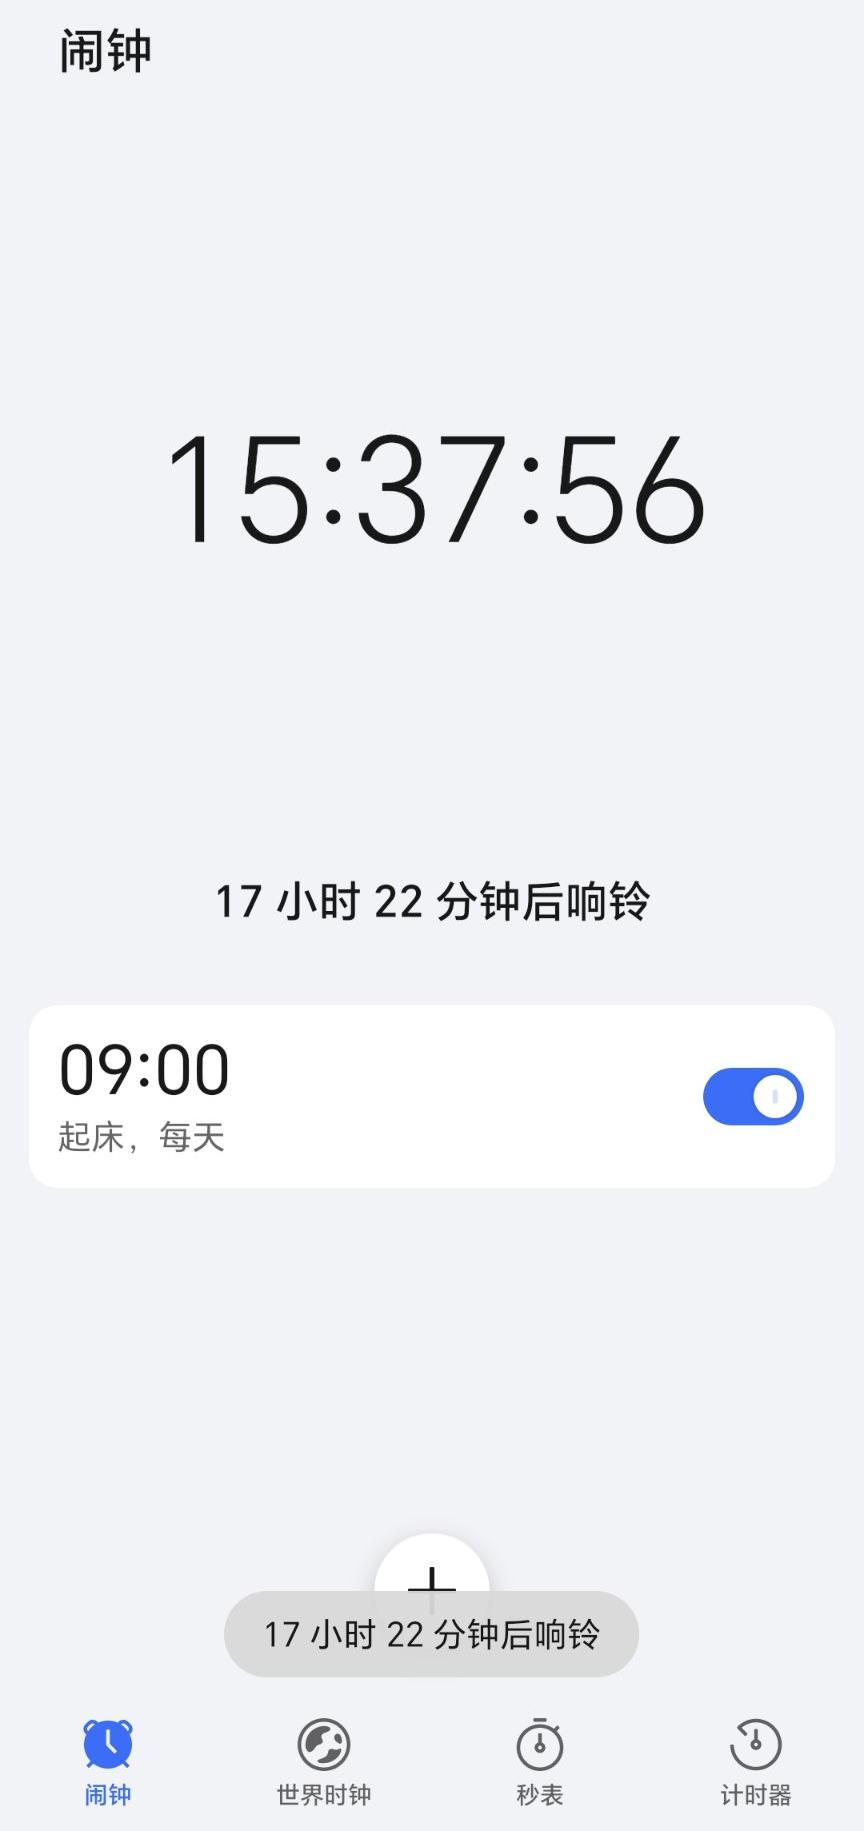 闹钟
15:37:56
17 小时 22 分钟后响铃
09:00
起床，每天
17 小时 22 分钟后响铃
闹钟 世界时钟 秒表 计时器